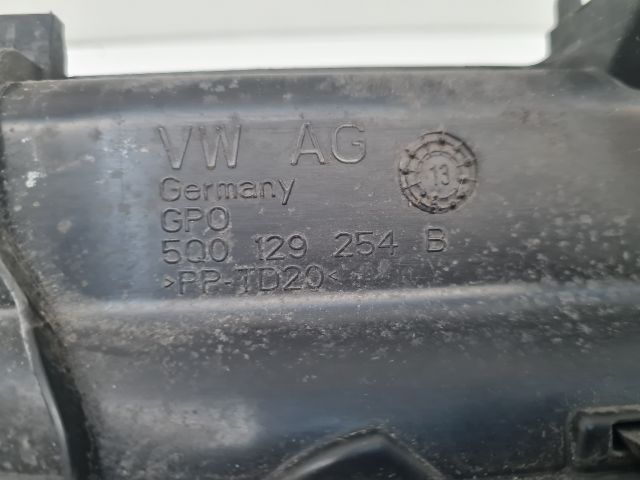 VW AG
13
Germany
GPO
5Q0 129 254 B
>PP-TD20<